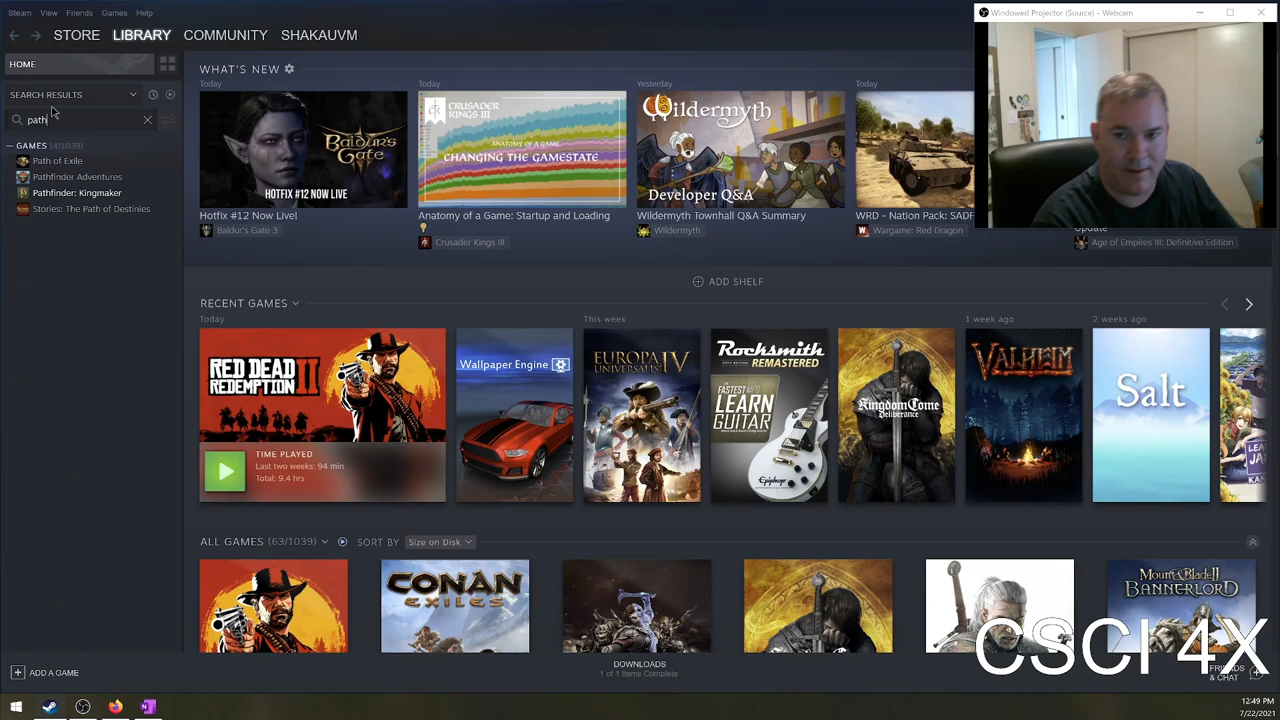 Steam View Friends Games Help
Windowed Projector (Source) - Webcam
STORE LIBRARY COMMUNITY SHAKAUVM
HOME
WHAT'S NEW
SEARCH RESULTS
path
GAMES (4/1039)
Path of Exile
Pathfinder Adventures
Pathfinder: Kingmaker
Stories: The Path of Destinies
Today
Today
Yesterday
Today
BALDUR'S GATE
HOTFIX #12 NOW LIVE
Hotfix #12 Now Live!
Baldur's Gate 3
CRUSADER KINGS III
ANATOMY OF A GAME:
CHANGING THE GAMESTATE
Anatomy of a Game: Startup and Loading
Crusader Kings III
Wildermyth
Developer Q&A
Wildermyth Townhall Q&A Summary
Wildermyth
WRD - Nation Pack: SADF
Wargame: Red Dragon
Update
Age of Empires III: Definitive Edition
ADD SHELF
RECENT GAMES
Today
This week
1 week ago
2 weeks ago
RED DEAD REDEMPTION II
TIME PLAYED
Last two weeks: 94 min
Total: 9.4 hrs
Wallpaper Engine
EUROPA UNIVERSALIS IV
Rocksmith
REMASTERED
FASTEST WAY TO LEARN GUITAR
Epiphone
KINGDOM COME
DELIVERANCE
VALHEIM
Salt
ALL GAMES (63/1039) SORT BY Size on Disk
CONAN
EXILES
MOUNT & BLADE II
BANNERLORD
CSCI 4X
ADD A GAME
DOWNLOADS
1 of 1 Items Complete
FRIENDS
& CHAT
12:49 PM
7/22/2021